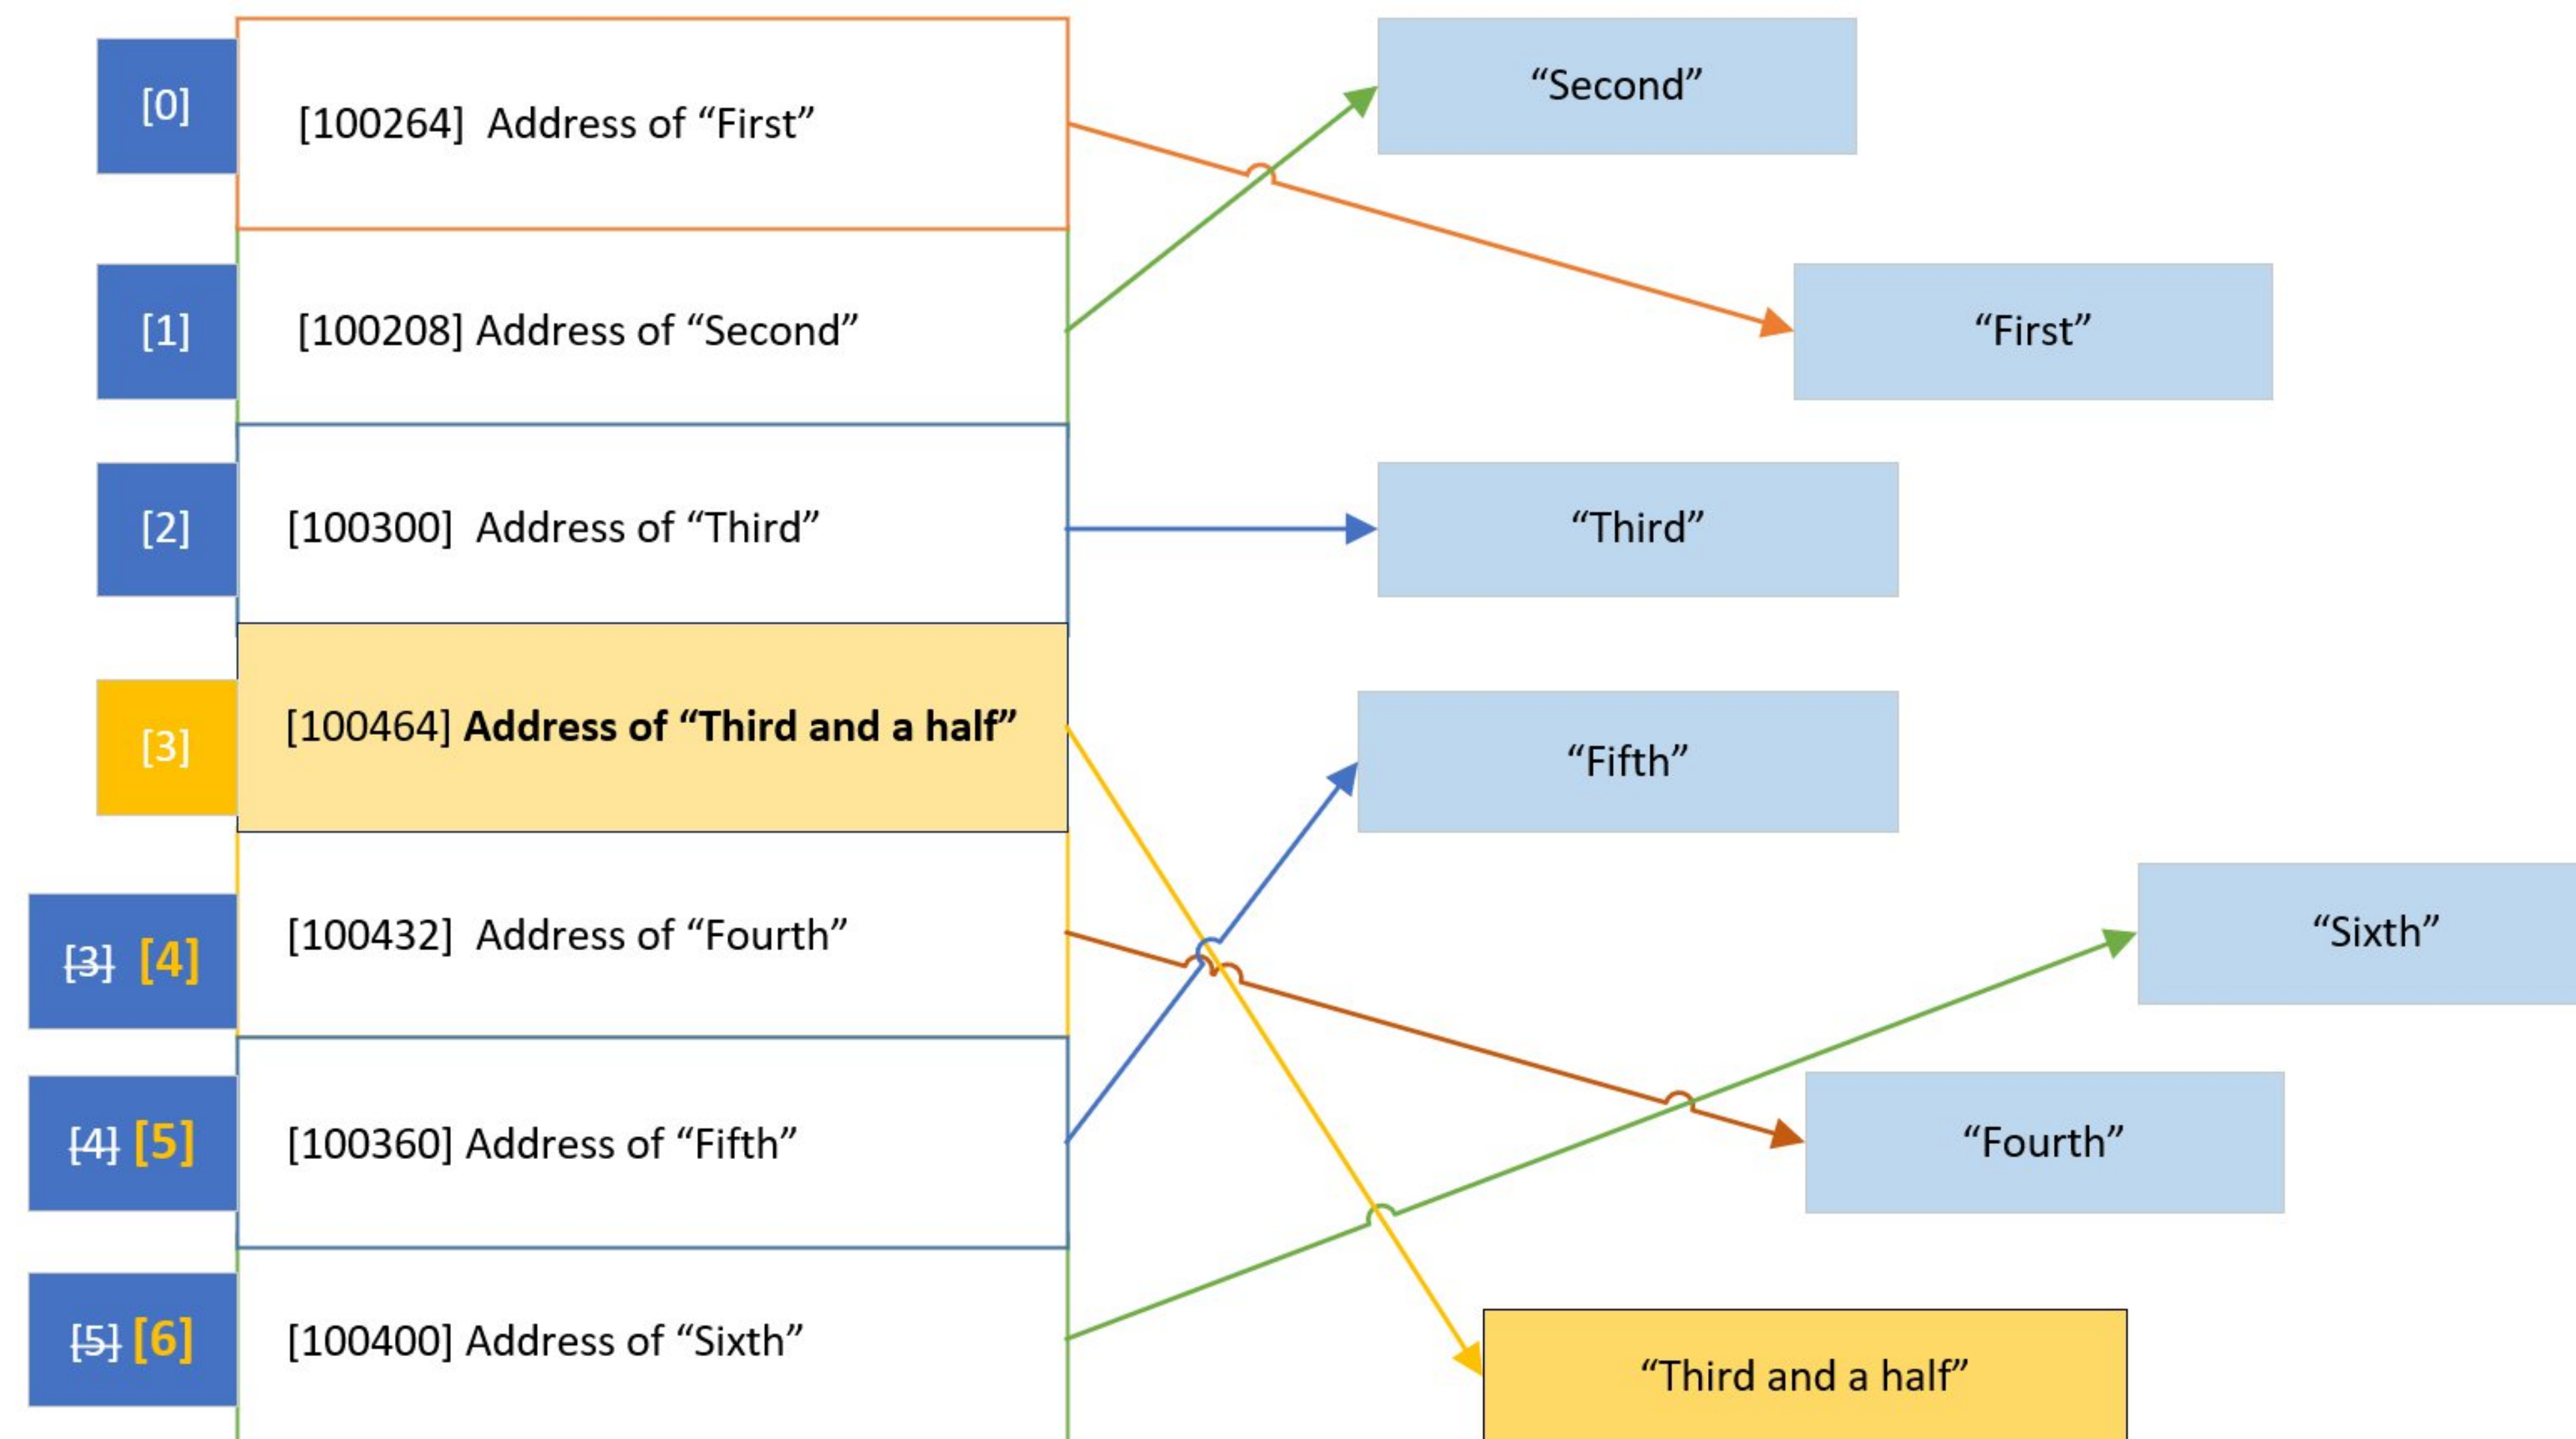 [0] [100264] Address of “First”
“Second”
[1] [100208] Address of “Second”
“First”
[2] [100300] Address of “Third”
“Third”
[3] [100464] Address of “Third and a half”
“Fifth”
[3] [4] [100432] Address of “Fourth”
“Sixth”
[4] [5] [100360] Address of “Fifth”
“Fourth”
[5] [6] [100400] Address of “Sixth”
“Third and a half”